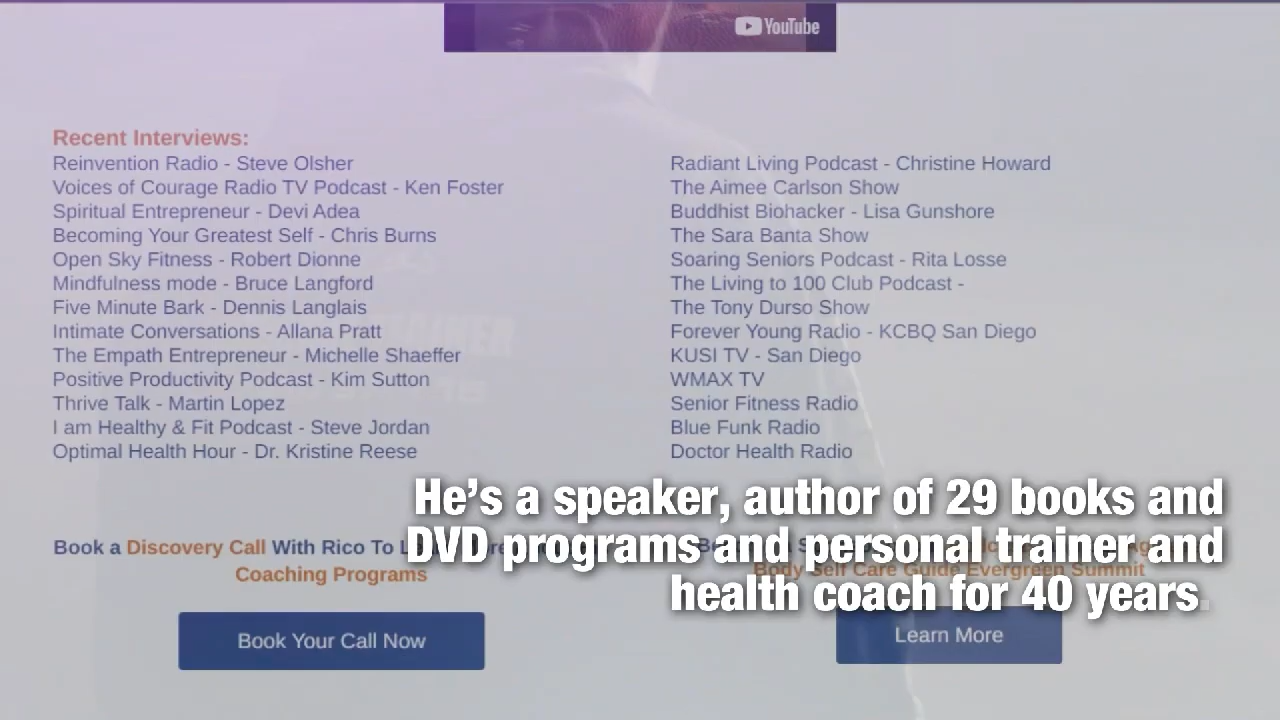 YouTube
Recent Interviews:
Reinvention Radio - Steve Olsher
Voices of Courage Radio TV Podcast - Ken Foster
Spiritual Entrepreneur - Devi Adea
Becoming Your Greatest Self - Chris Burns
Open Sky Fitness - Robert Dionne
Mindfulness mode - Bruce Langford
Five Minute Bark - Dennis Langlais
Intimate Conversations - Allana Pratt
The Empath Entrepreneur - Michelle Shaeffer
Positive Productivity Podcast - Kim Sutton
Thrive Talk - Martin Lopez
I am Healthy & Fit Podcast - Steve Jordan
Optimal Health Hour - Dr. Kristine Reese
Radiant Living Podcast - Christine Howard
The Aimee Carlson Show
Buddhist Biohacker - Lisa Gunshore
The Sara Banta Show
Soaring Seniors Podcast - Rita Losse
The Living to 100 Club Podcast -
The Tony Durso Show
Forever Young Radio - KCBQ San Diego
KUSI TV - San Diego
WMAX TV
Senior Fitness Radio
Blue Funk Radio
Doctor Health Radio
He's a speaker, author of 29 books and
DVD programs and personal trainer and
health coach for 40 years.
Book a Discovery Call With Rico To
Coaching Programs
Body Self Care Guide Evergreen Summit
Book Your Call Now
Learn More